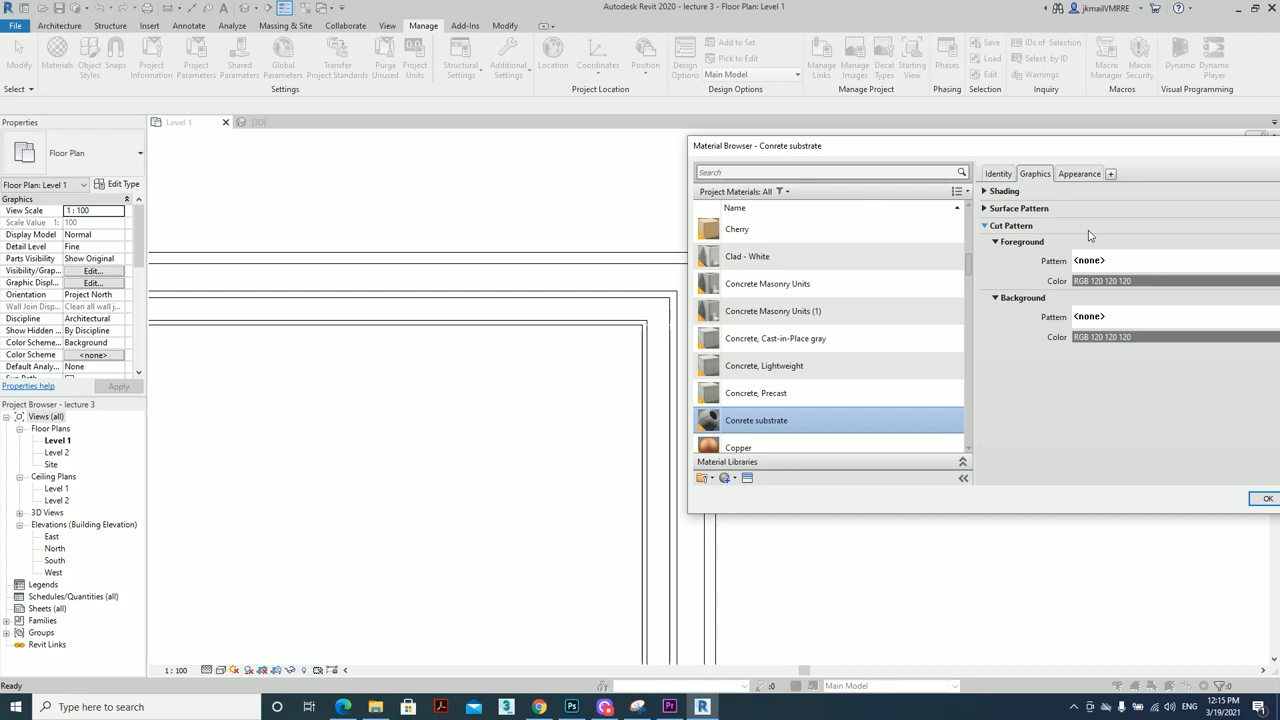 Autodesk Revit 2020 - lecture 3 - Floor Plan: Level 1
jkmailVMRRE
File Architecture Structure Insert Annotate Analyze Massing & Site Collaborate View Manage Add-Ins Modify
Modify
Materials
Object Styles
Snaps
Project Information
Project Parameters
Shared Parameters
Global Parameters
Transfer Project Standards
Purge Unused
Project Units
Structural Settings
Additional Settings
Location
Coordinates
Position
Design Options
Add to Set
Pick to Edit
Main Model
Manage Links
Manage Images
Decal Types
Starting View
Phases
Save
Load
Edit
IDs of Selection
Select by ID
Warnings
Macro Manager
Macro Security
Dynamo
Dynamo Player
Select Settings Project Location Design Options Manage Project Phasing Selection Inquiry Macros Visual Programming
Properties
Floor Plan
Floor Plan: Level 1 Edit Type
Graphics
View Scale 1 : 100
Scale Value 1: 100
Display Model Normal
Detail Level Fine
Parts Visibility Show Original
Visibility/Grap... Edit...
Graphic Displ... Edit...
Orientation Project North
Wall Join Displ... Clean all wall j...
Discipline Architectural
Show Hidden ... By Discipline
Color Scheme ... Background
Color Scheme <none>
Default Analy... None
Properties help Apply
Project Browser - lecture 3
Views (all)
Floor Plans
Level 1
Level 2
Site
Ceiling Plans
Level 1
Level 2
3D Views
Elevations (Building Elevation)
East
North
South
West
Legends
Schedules/Quantities (all)
Sheets (all)
Families
Groups
Revit Links
Level 1
{3D}
Material Browser - Conrete substrate
Search
Project Materials: All
Name
Cherry
Clad - White
Concrete Masonry Units
Concrete Masonry Units (1)
Concrete, Cast-in-Place gray
Concrete, Lightweight
Concrete, Precast
Conrete substrate
Copper
Material Libraries
Identity Graphics Appearance
Shading
Surface Pattern
Cut Pattern
Foreground
Pattern <none>
Color RGB 120 120 120
Background
Pattern <none>
Color RGB 120 120 120
OK
1 : 100
Ready
:0
Main Model
:0
Type here to search
12:15 PM
3/19/2021